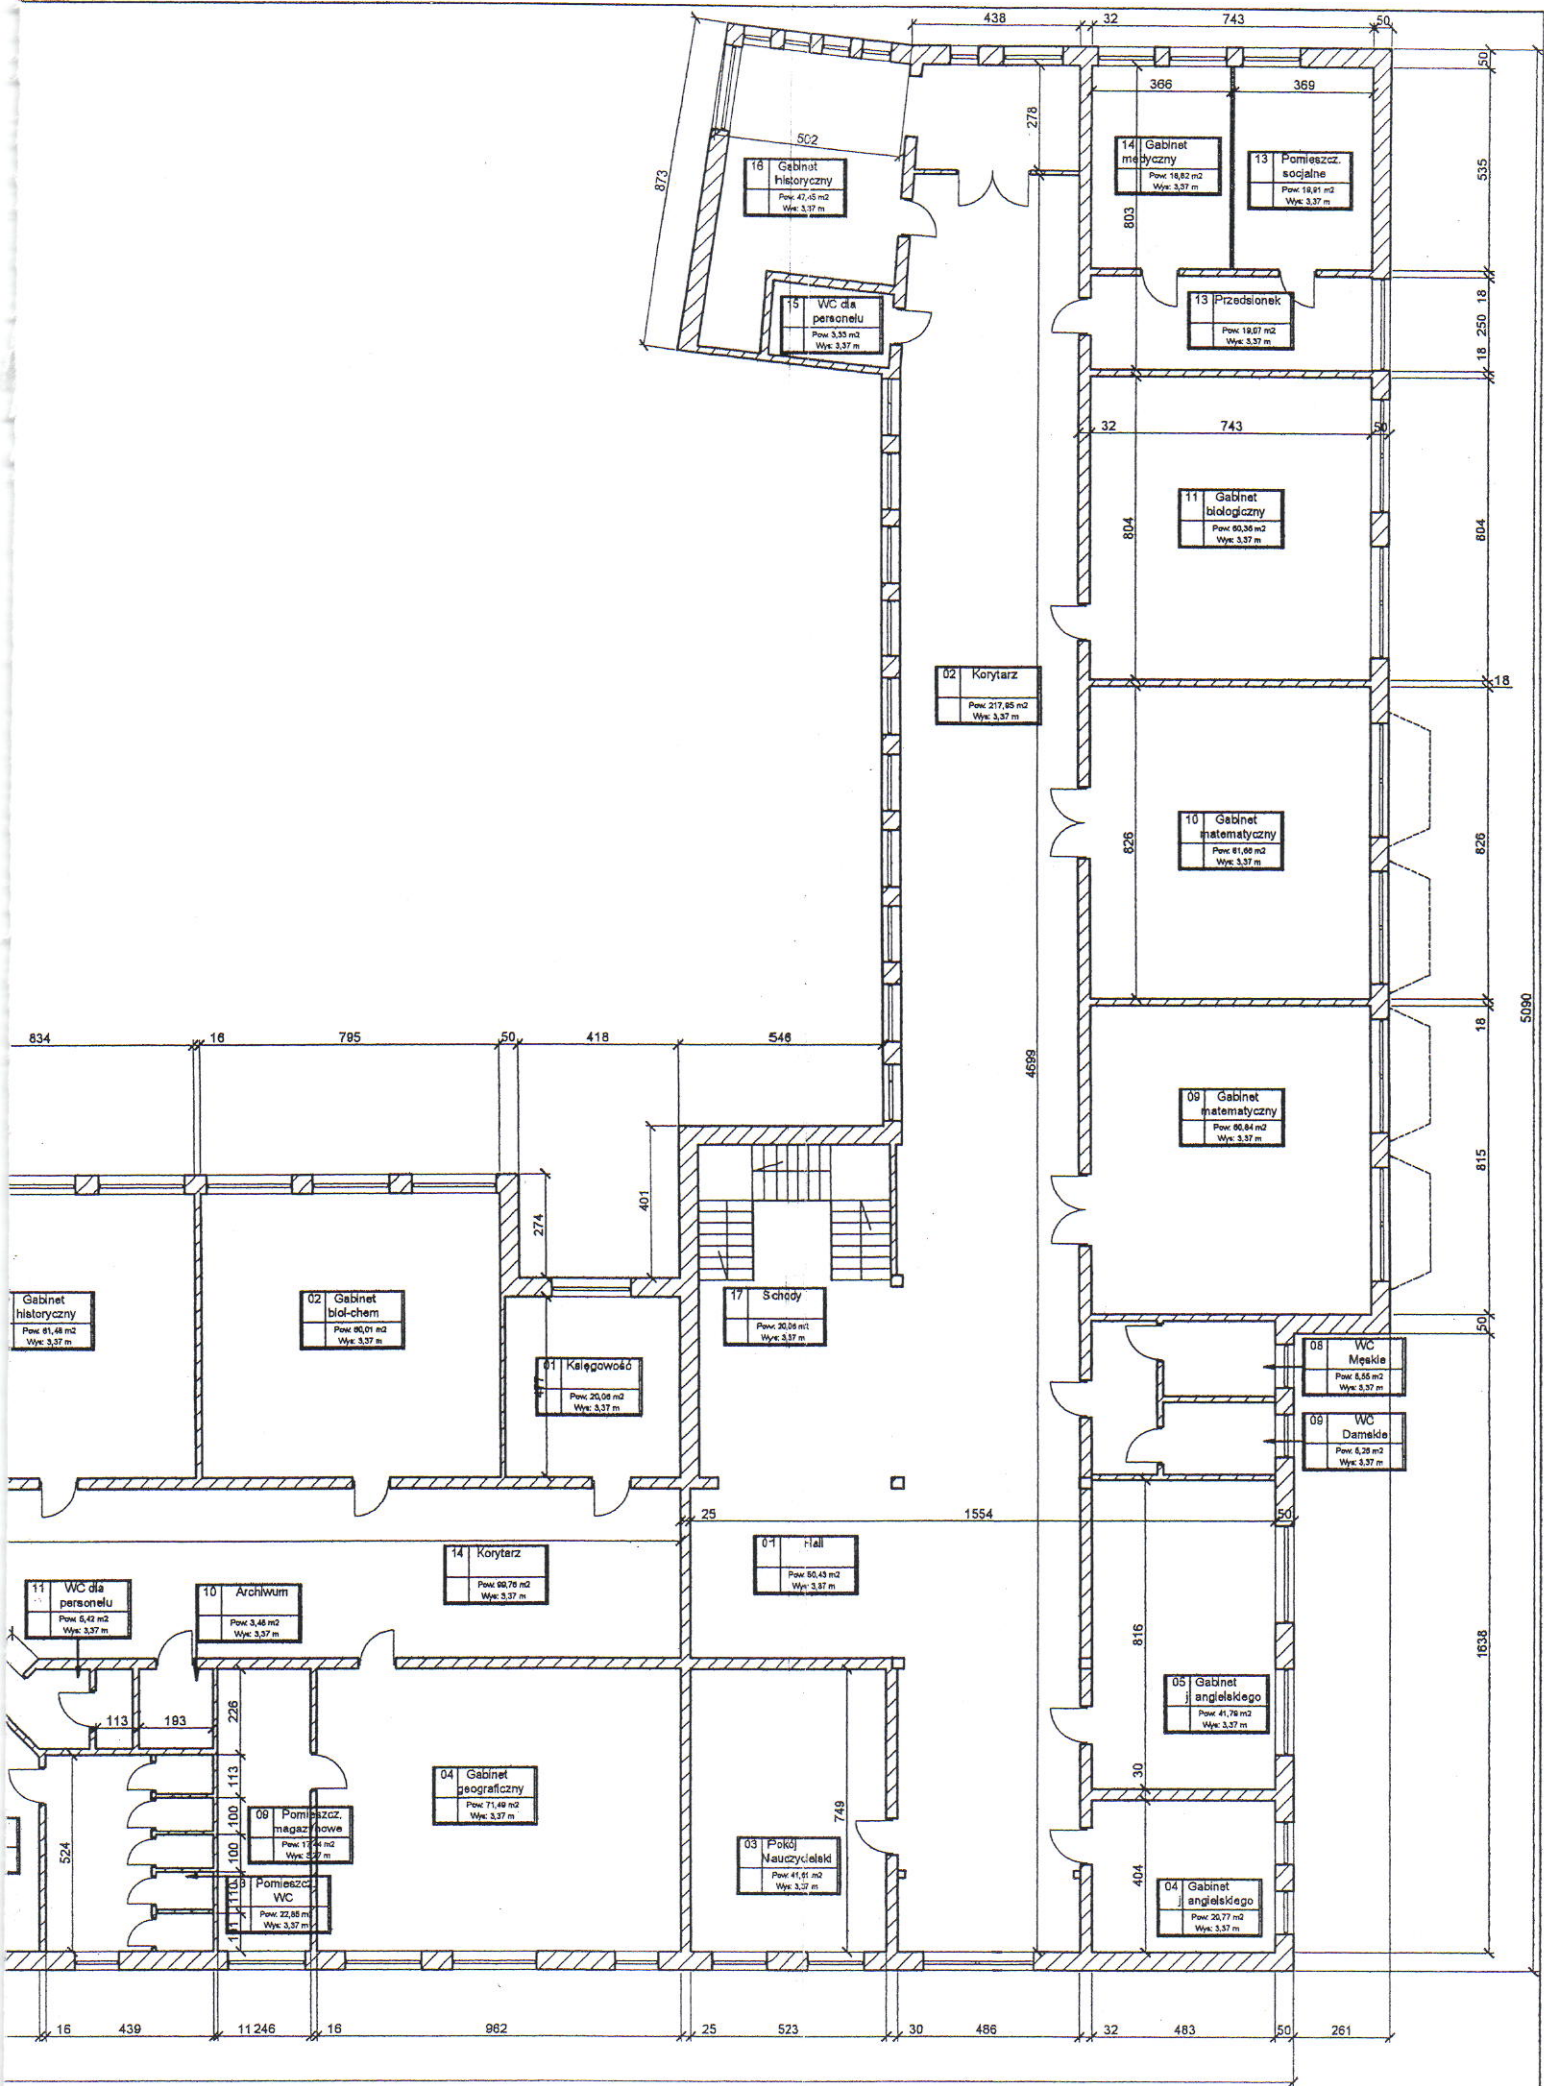 438
32
743
50
50
366
369
278
502
873
16 Gabinet
historyczny
Pow: 47,45 m2
Wys: 3,37 m
14 Gabinet
medyczny
Pow: 18,82 m2
Wys: 3,37 m
13 Pomieszcz.
socjalne
Wys: 3,37 m
535
803
15 WC dla
personelu
Pow: 3,33 m2
Wys: 3,37 m
13 Przedsionek
Wys: 3,37 m
18
250
18
32
743
50
11 Gabinet
biologiczny
Pow: 60,36 m2
Wys: 3,37 m
804
804
02 Korytarz
Pow: 217,85 m2
Wys: 3,37 m
18
10 Gabinet
matematyczny
Pow: 61,66 m2
Wys: 3,37 m
826
826
5090
834
16
795
50
418
546
4699
18
09 Gabinet
matematyczny
Pow: 60,84 m2
Wys: 3,37 m
815
401
274
Gabinet
historyczny
Pow: 61,48 m2
Wys: 3,37 m
02 Gabinet
biol-chem
Pow: 60,01 m2
Wys: 3,37 m
17 Schody
Wys: 3,37 m
50
01 Księgowość
Pow: 20,06 m2
Wys: 3,37 m
08 WC
Męskie
Wys: 3,37 m
09 WC
Damskie
Wys: 3,37 m
25
1554
50
14 Korytarz
Pow: 99,76 m2
Wys: 3,37 m
01 Hall
Wys: 3,37 m
11 WC dla
personelu
Pow: 5,42 m2
Wys: 3,37 m
10 Archiwum
Pow: 3,46 m2
Wys: 3,37 m
816
1638
05 Gabinet
j angielskiego
Pow: 41,78 m2
Wys: 3,37 m
113
193
226
30
113
100
100
110
524
04 Gabinet
geograficzny
Pow: 71,49 m2
Wys: 3,37 m
09 Pomieszcz.
magazynowe
749
03 Pokój
Nauczycielski
Pow: 41,61 m2
Wys: 3,37 m
404
04 Gabinet
j angielskiego
Pow: 20,77 m2
Wys: 3,37 m
Pomieszcz.
WC
Pow: 22,85 m
Wys: 3,37 m
16
439
11 246
16
962
25
523
30
486
32
483
50
261